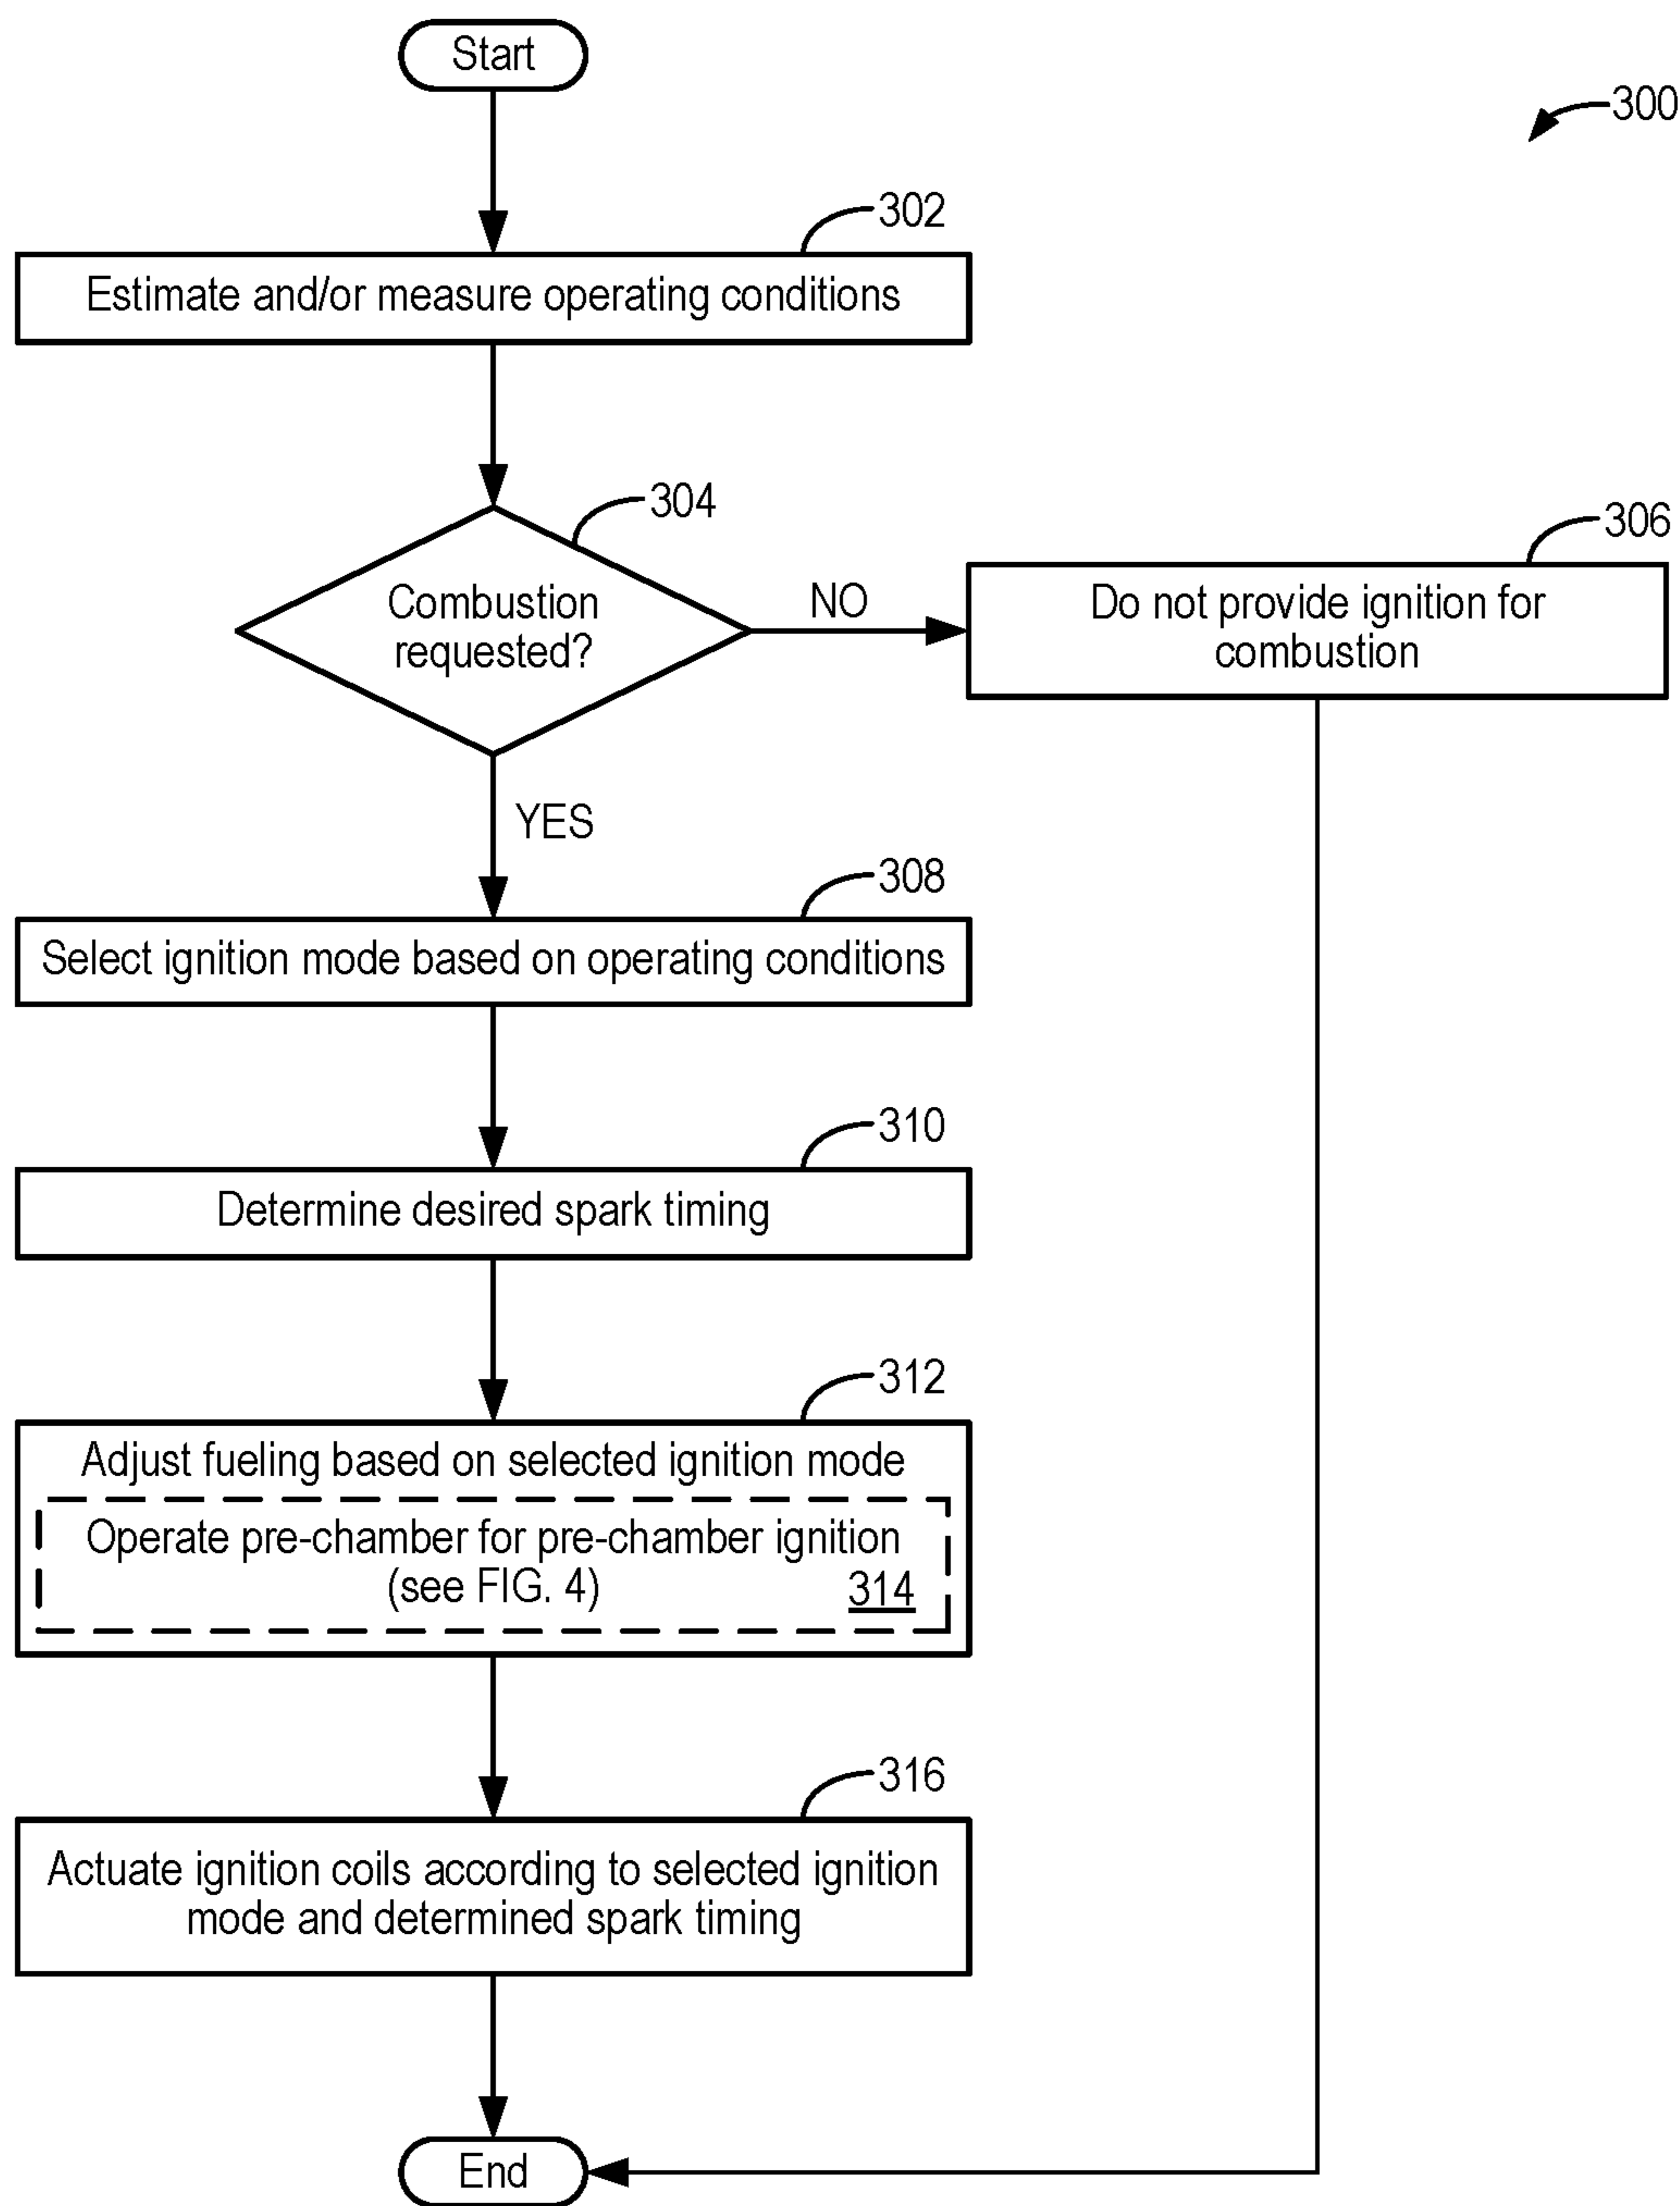 Start
300
302
Estimate and/or measure operating conditions
304
306
Combustion
requested?
NO
Do not provide ignition for
combustion
YES
308
Select ignition mode based on operating conditions
310
Determine desired spark timing
312
Adjust fueling based on selected ignition mode
Operate pre-chamber for pre-chamber ignition
(see FIG. 4) 314
316
Actuate ignition coils according to selected ignition
mode and determined spark timing
End